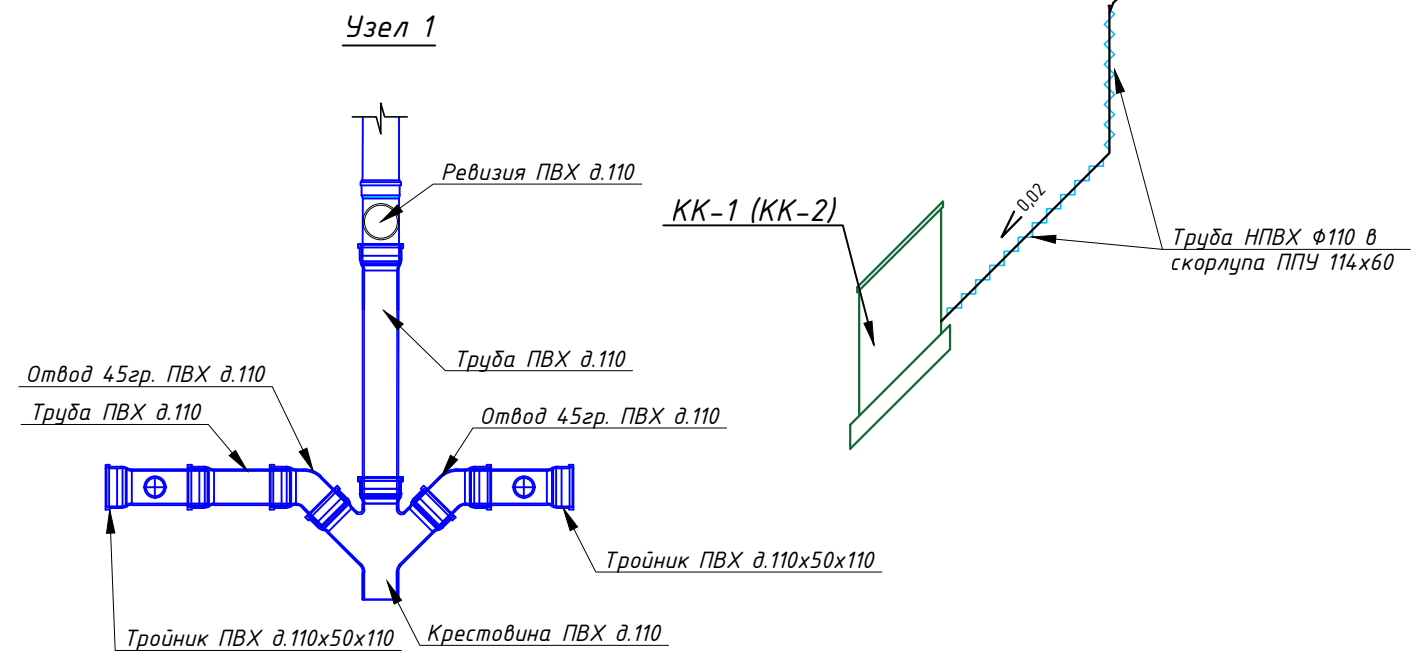 Узел 1
Ревизия ПВХ д.110
КК-1 (КК-2)
0,02
Труба НПВХ Ф110 в
скорлупа ППУ 114х60
Труба ПВХ д.110
Отвод 45гр. ПВХ д.110
Труба ПВХ д.110
Отвод 45гр. ПВХ д.110
Тройник ПВХ д.110х50х110
Тройник ПВХ д.110х50х110
Крестовина ПВХ д.110